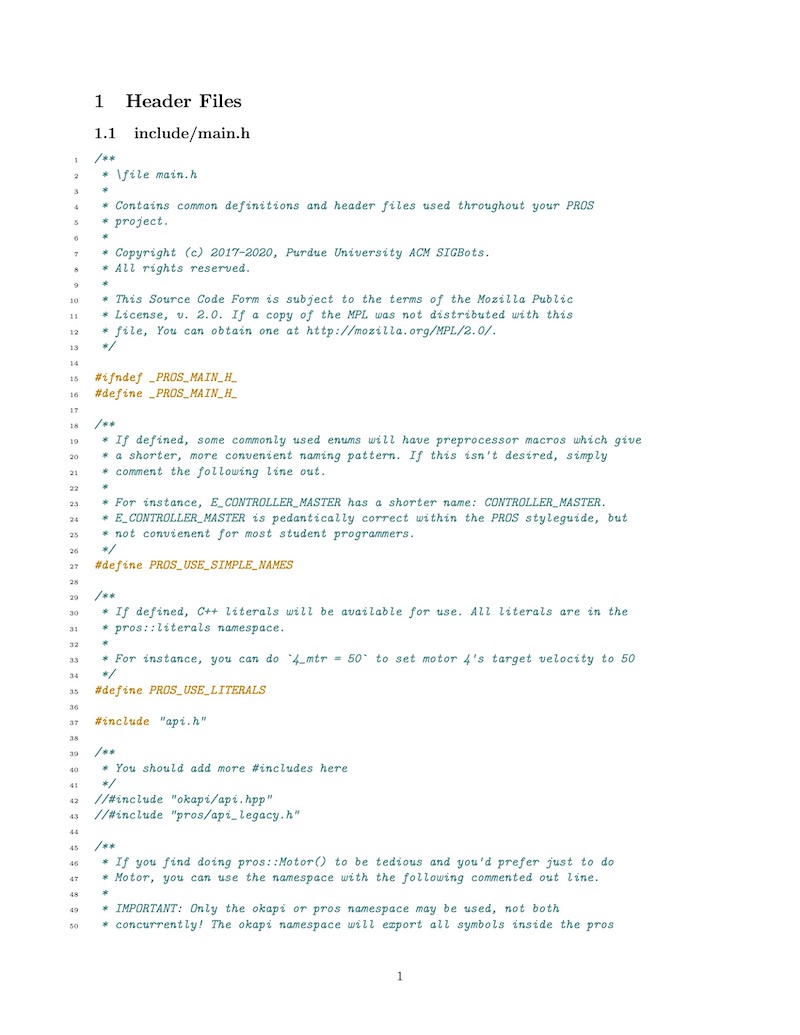 1 Header Files
1.1 include/main.h
1 /**
2 * \file main.h
3 *
4 * Contains common definitions and header files used throughout your PROS
5 * project.
6 *
7 * Copyright (c) 2017-2020, Purdue University ACM SIGBots.
8 * All rights reserved.
9 *
10 * This Source Code Form is subject to the terms of the Mozilla Public
11 * License, v. 2.0. If a copy of the MPL was not distributed with this
12 * file, You can obtain one at http://mozilla.org/MPL/2.0/.
13 */
14
15 #ifndef _PROS_MAIN_H_
16 #define _PROS_MAIN_H_
17
18 /**
19 * If defined, some commonly used enums will have preprocessor macros which give
20 * a shorter, more convenient naming pattern. If this isn't desired, simply
21 * comment the following line out.
22 *
23 * For instance, E_CONTROLLER_MASTER has a shorter name: CONTROLLER_MASTER.
24 * E_CONTROLLER_MASTER is pedantically correct within the PROS styleguide, but
25 * not convienent for most student programmers.
26 */
27 #define PROS_USE_SIMPLE_NAMES
28
29 /**
30 * If defined, C++ literals will be available for use. All literals are in the
31 * pros::literals namespace.
32 *
33 * For instance, you can do `4_mtr = 50` to set motor 4's target velocity to 50
34 */
35 #define PROS_USE_LITERALS
36
37 #include "api.h"
38
39 /**
40 * You should add more #includes here
41 */
42 //#include "okapi/api.hpp"
43 //#include "pros/api_legacy.h"
44
45 /**
46 * If you find doing pros::Motor() to be tedious and you'd prefer just to do
47 * Motor, you can use the namespace with the following commented out line.
48 *
49 * IMPORTANT: Only the okapi or pros namespace may be used, not both
50 * concurrently! The okapi namespace will export all symbols inside the pros
1